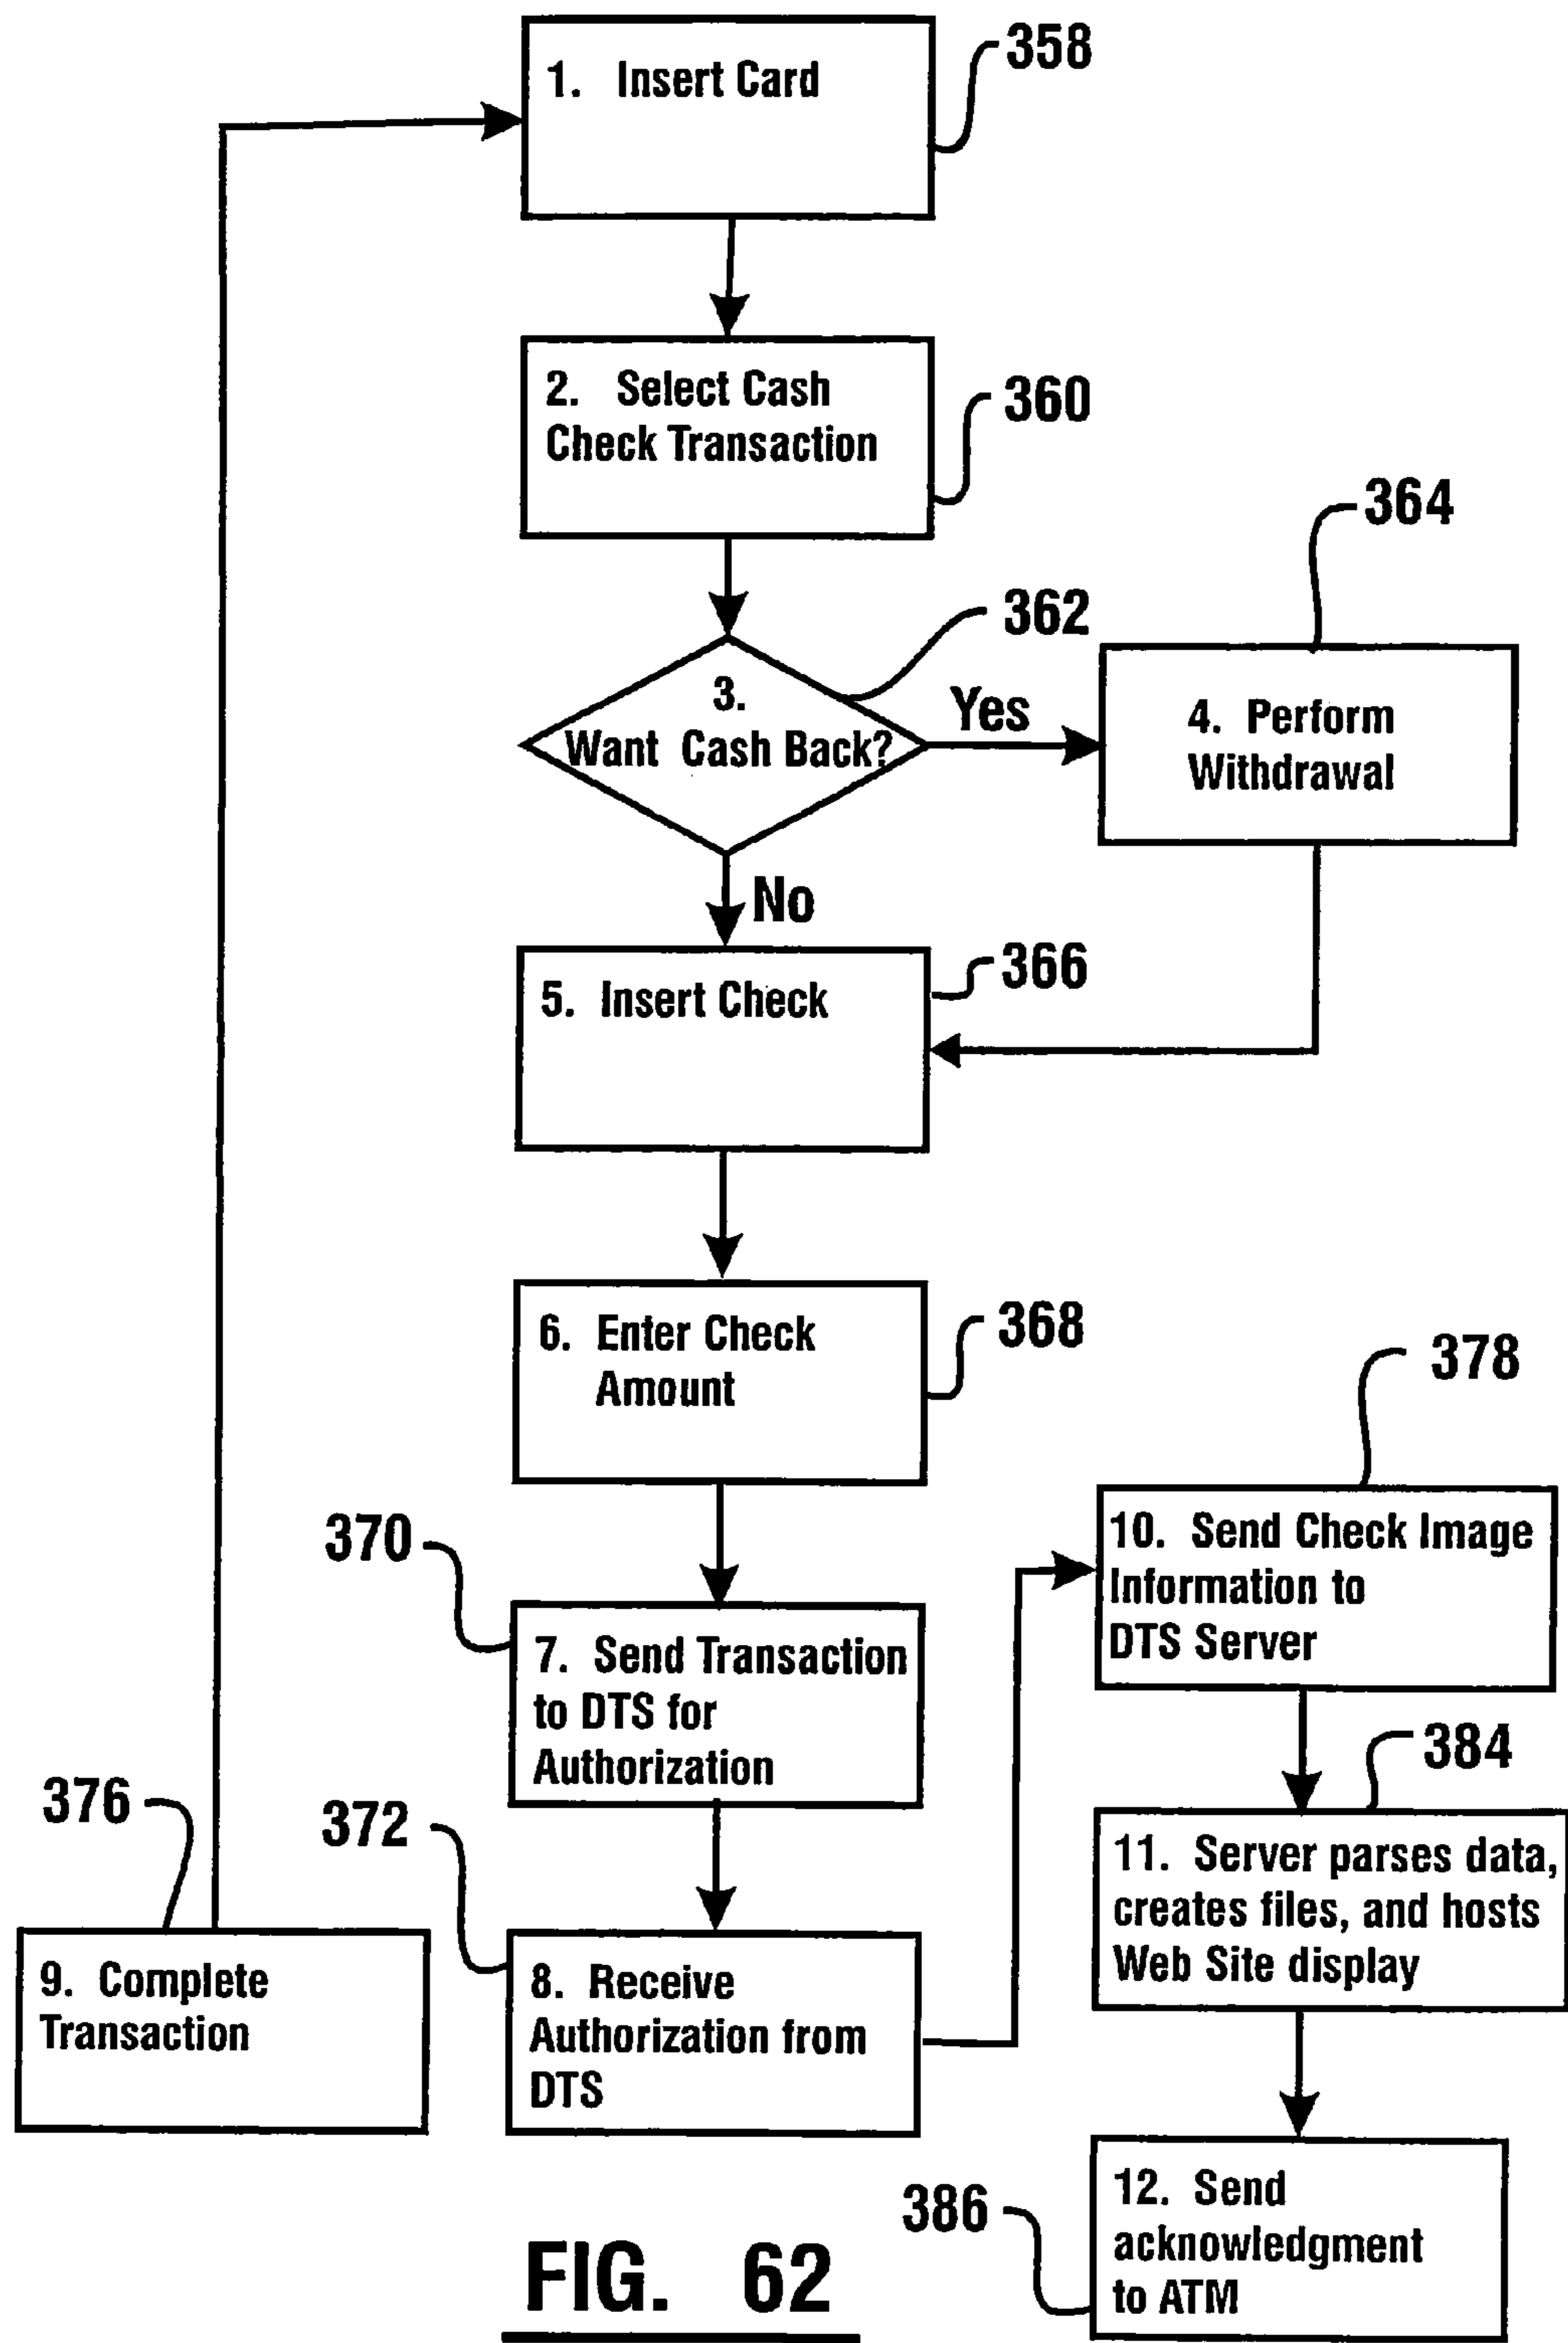 358
1. Insert Card
360
2. Select Cash
Check Transaction
362
364
3.
Want Cash Back?
Yes
4. Perform
Withdrawal
No
366
5. Insert Check
368
6. Enter Check
Amount
378
370
10. Send Check Image
Information to
DTS Server
7. Send Transaction
to DTS for
Authorization
384
376
372
11. Server parses data,
creates files, and hosts
Web Site display
9. Complete
Transaction
8. Receive
Authorization from
DTS
386
12. Send
acknowledgment
to ATM
FIG. 62